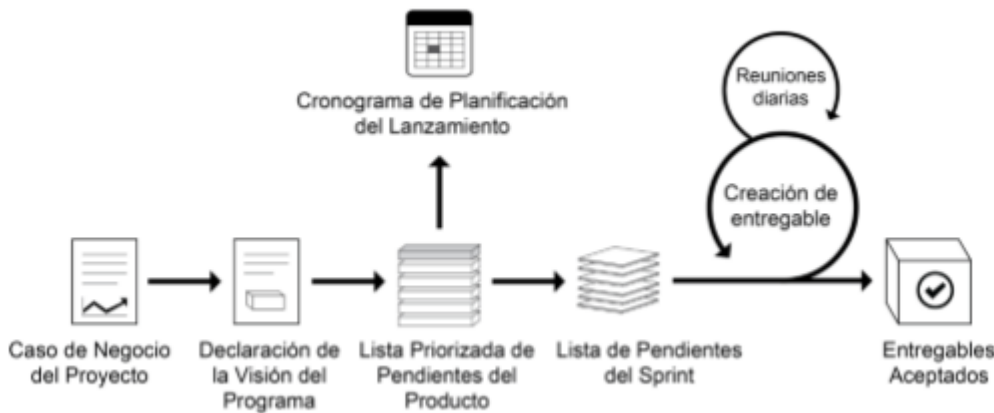 Cronograma de Planificación
del Lanzamiento
Reuniones
diarias
Creación de
entregable
Caso de Negocio
del Proyecto
Declaración de
la Visión del
Programa
Lista Priorizada de
Pendientes del
Producto
Lista de Pendientes
del Sprint
Entregables
Aceptados